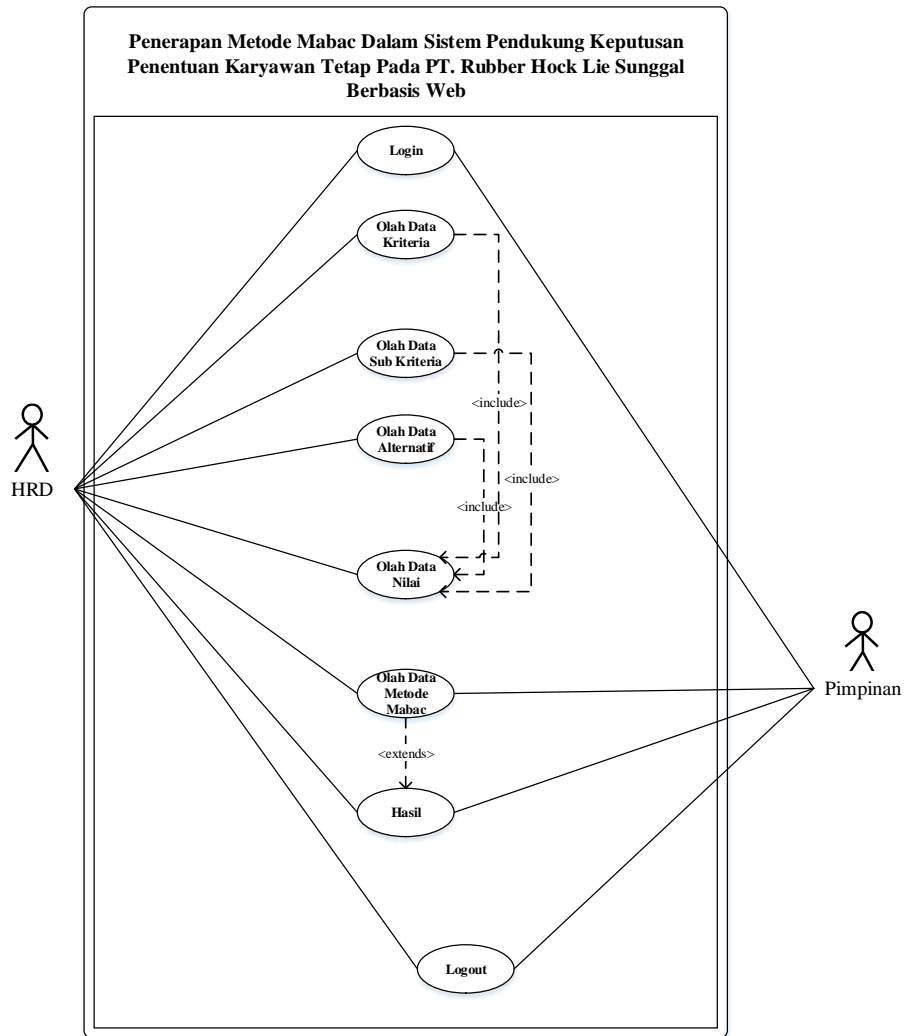 Penerapan Metode Mabac Dalam Sistem Pendukung Keputusan
Penentuan Karyawan Tetap Pada PT. Rubber Hock Lie Sunggal
Berbasis Web
Login
Olah Data
Kriteria
Olah Data
Sub Kriteria
<include>
Olah Data
Alternatif
<include>
<include>
HRD
Olah Data
Nilai
Olah Data
Metode
Mabac
Pimpinan
<extends>
Hasil
Logout